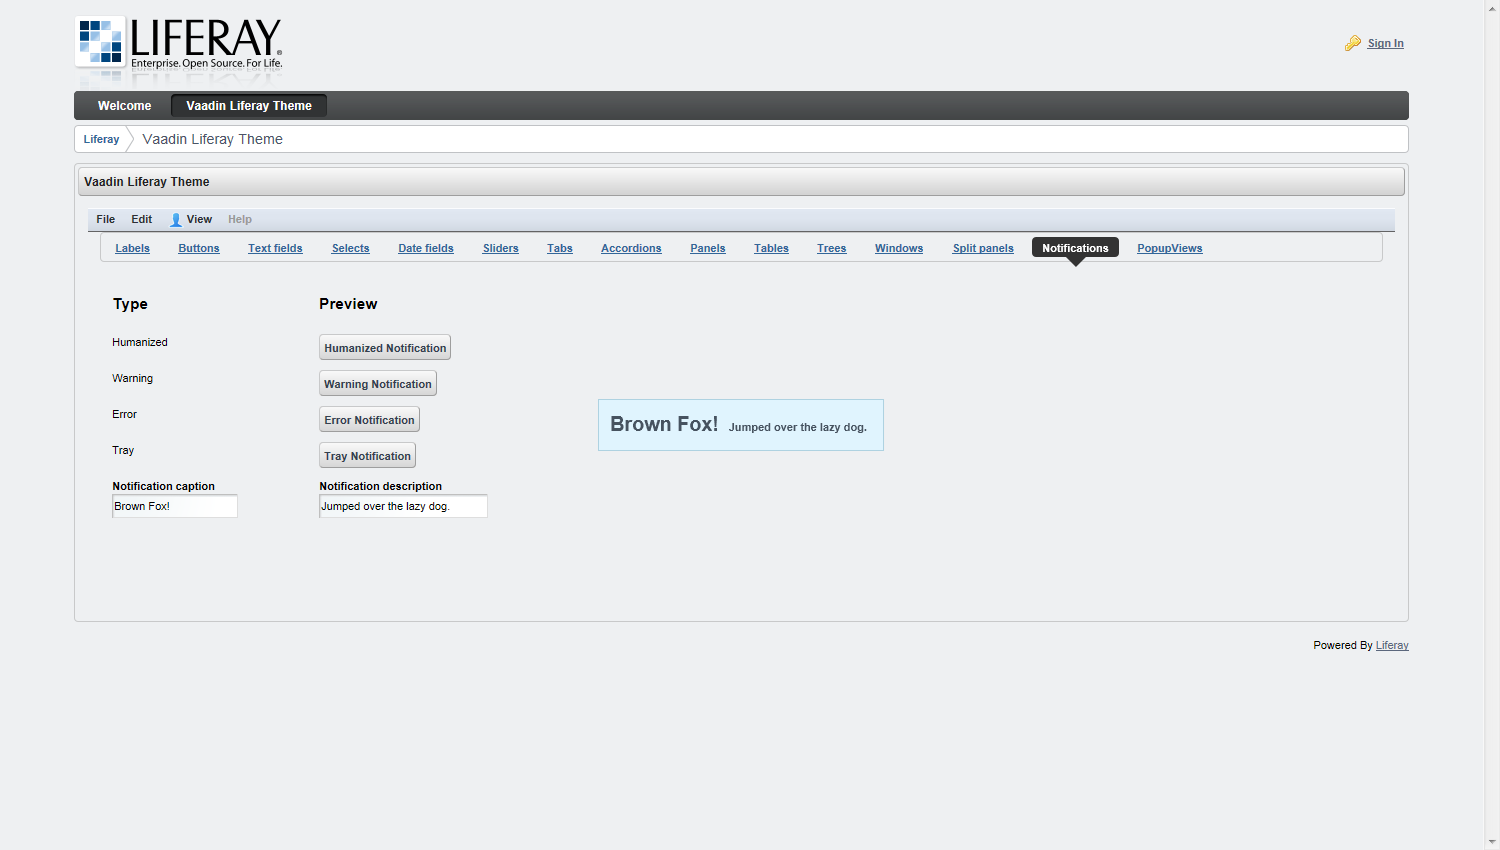 LIFERAY®
Enterprise. Open Source. For Life.
Sign In
Welcome Vaadin Liferay Theme
Liferay Vaadin Liferay Theme
Vaadin Liferay Theme
File Edit View Help
Labels Buttons Text fields Selects Date fields Sliders Tabs Accordions Panels Tables Trees Windows Split panels Notifications PopupViews
Type Preview
Humanized Humanized Notification
Warning Warning Notification
Error Error Notification
Brown Fox! Jumped over the lazy dog.
Tray Tray Notification
Notification caption Notification description
Brown Fox! Jumped over the lazy dog.
Powered By Liferay